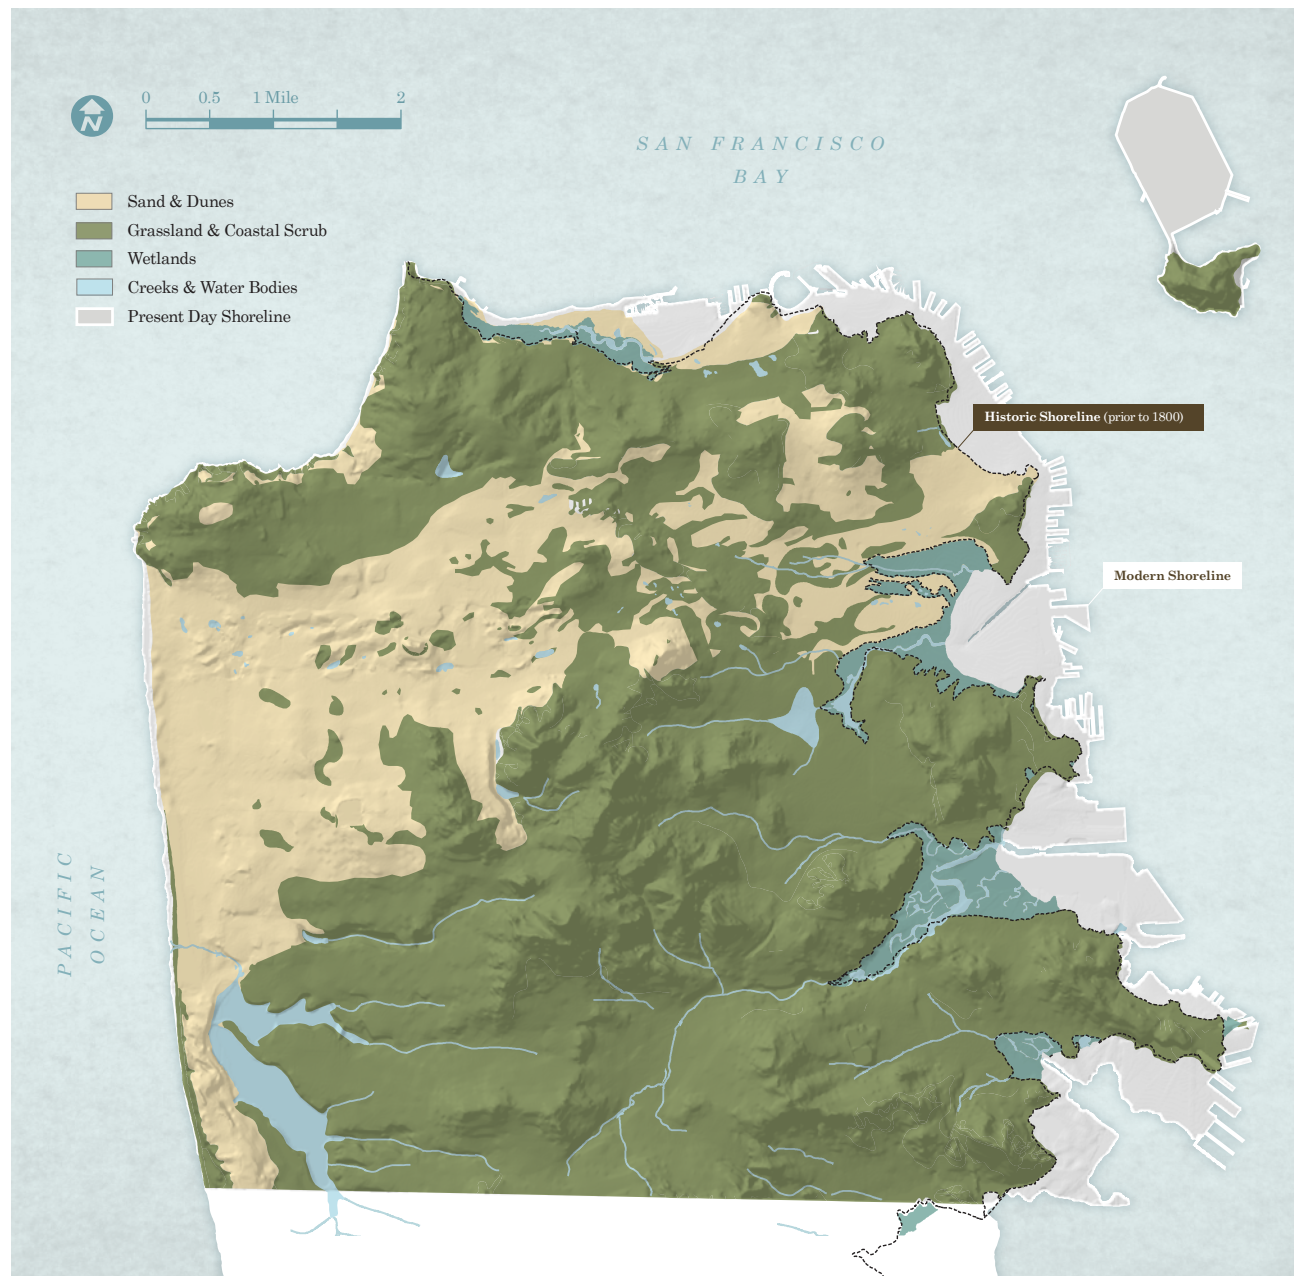 0 0.5 1 Mile 2
N
SAN FRANCISCO
BAY
Sand & Dunes
Grassland & Coastal Scrub
Wetlands
Creeks & Water Bodies
Present Day Shoreline
Historic Shoreline (prior to 1800)
Modern Shoreline
PACIFIC
OCEAN